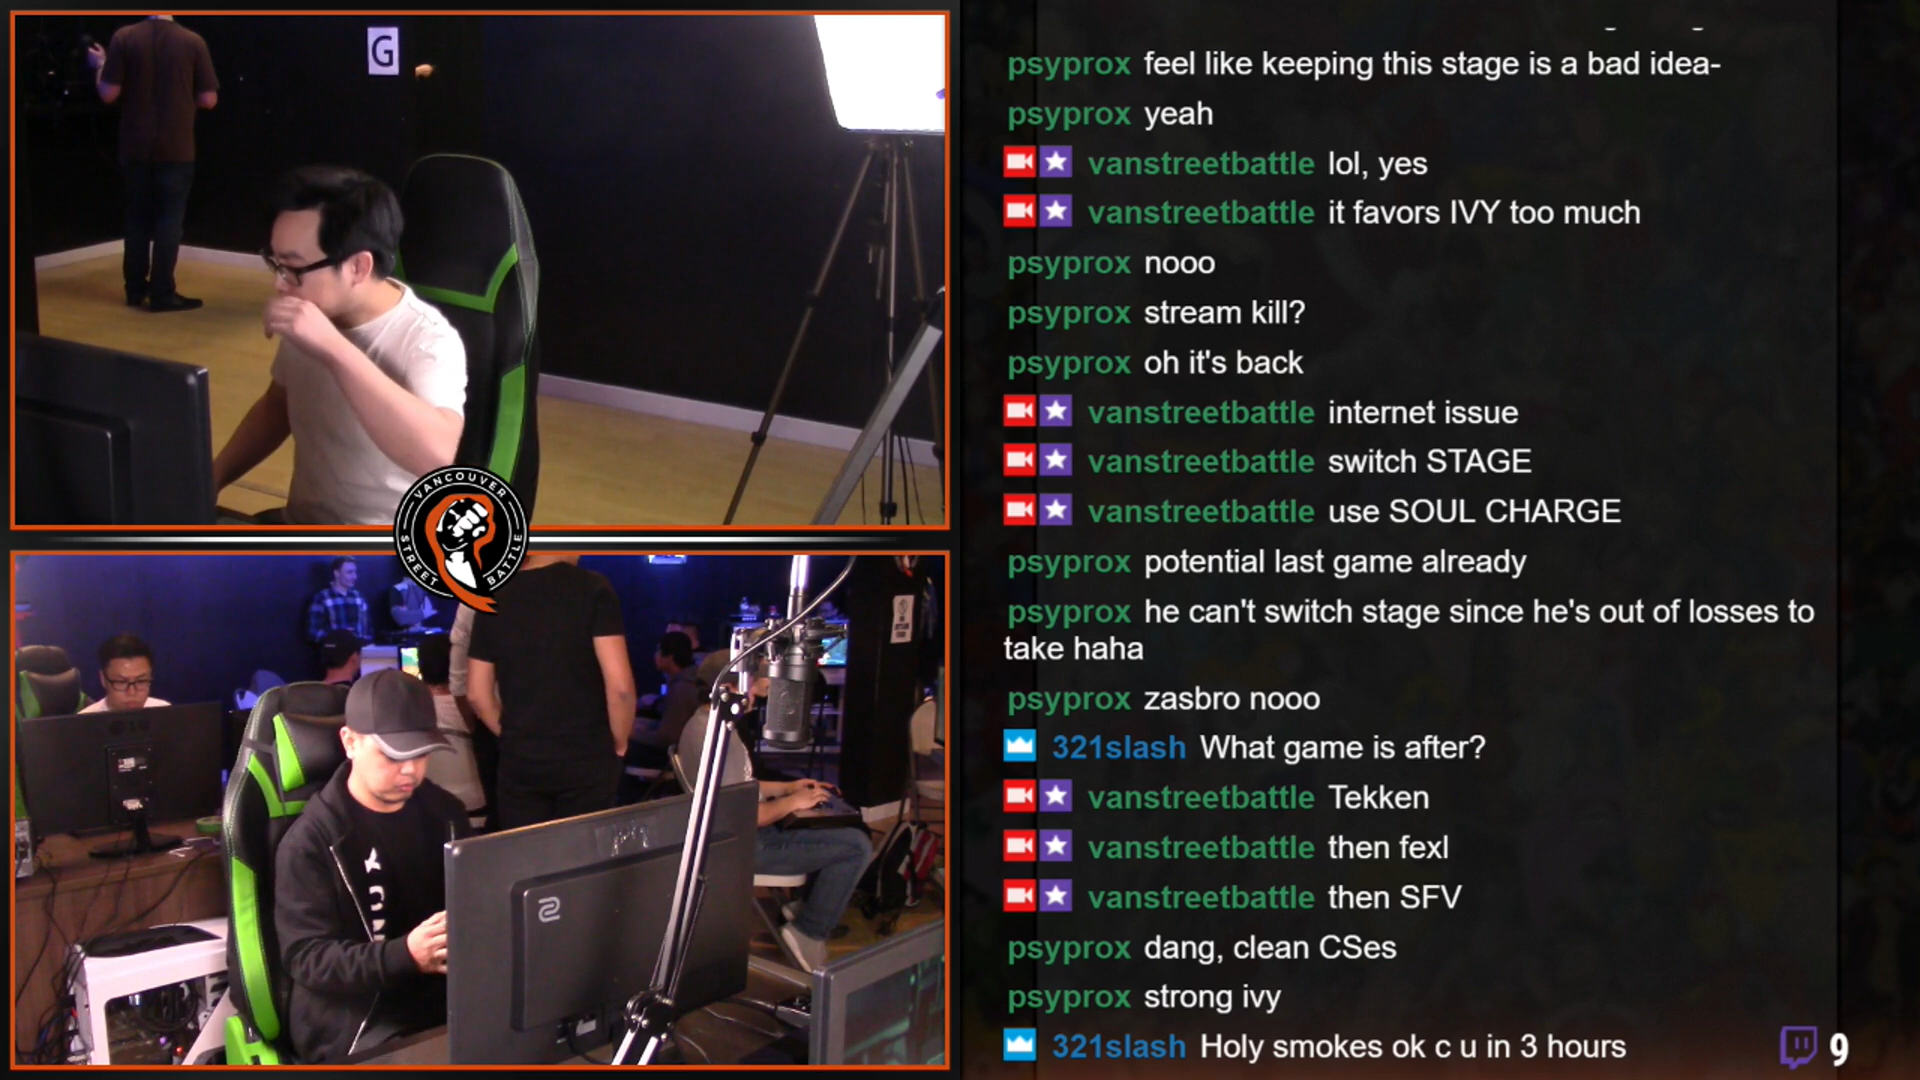 G
VANCOUVER
STREET
BATTLE
psyprox feel like keeping this stage is a bad idea-
psyprox yeah
vanstreetbattle lol, yes
vanstreetbattle it favors IVY too much
psyprox nooo
psyprox stream kill?
psyprox oh it's back
vanstreetbattle internet issue
vanstreetbattle switch STAGE
vanstreetbattle use SOUL CHARGE
psyprox potential last game already
psyprox he can't switch stage since he's out of losses to
take haha
psyprox zasbro nooo
321slash What game is after?
vanstreetbattle Tekken
vanstreetbattle then fexl
vanstreetbattle then SFV
psyprox dang, clean CSes
psyprox strong ivy
321slash Holy smokes ok c u in 3 hours
9